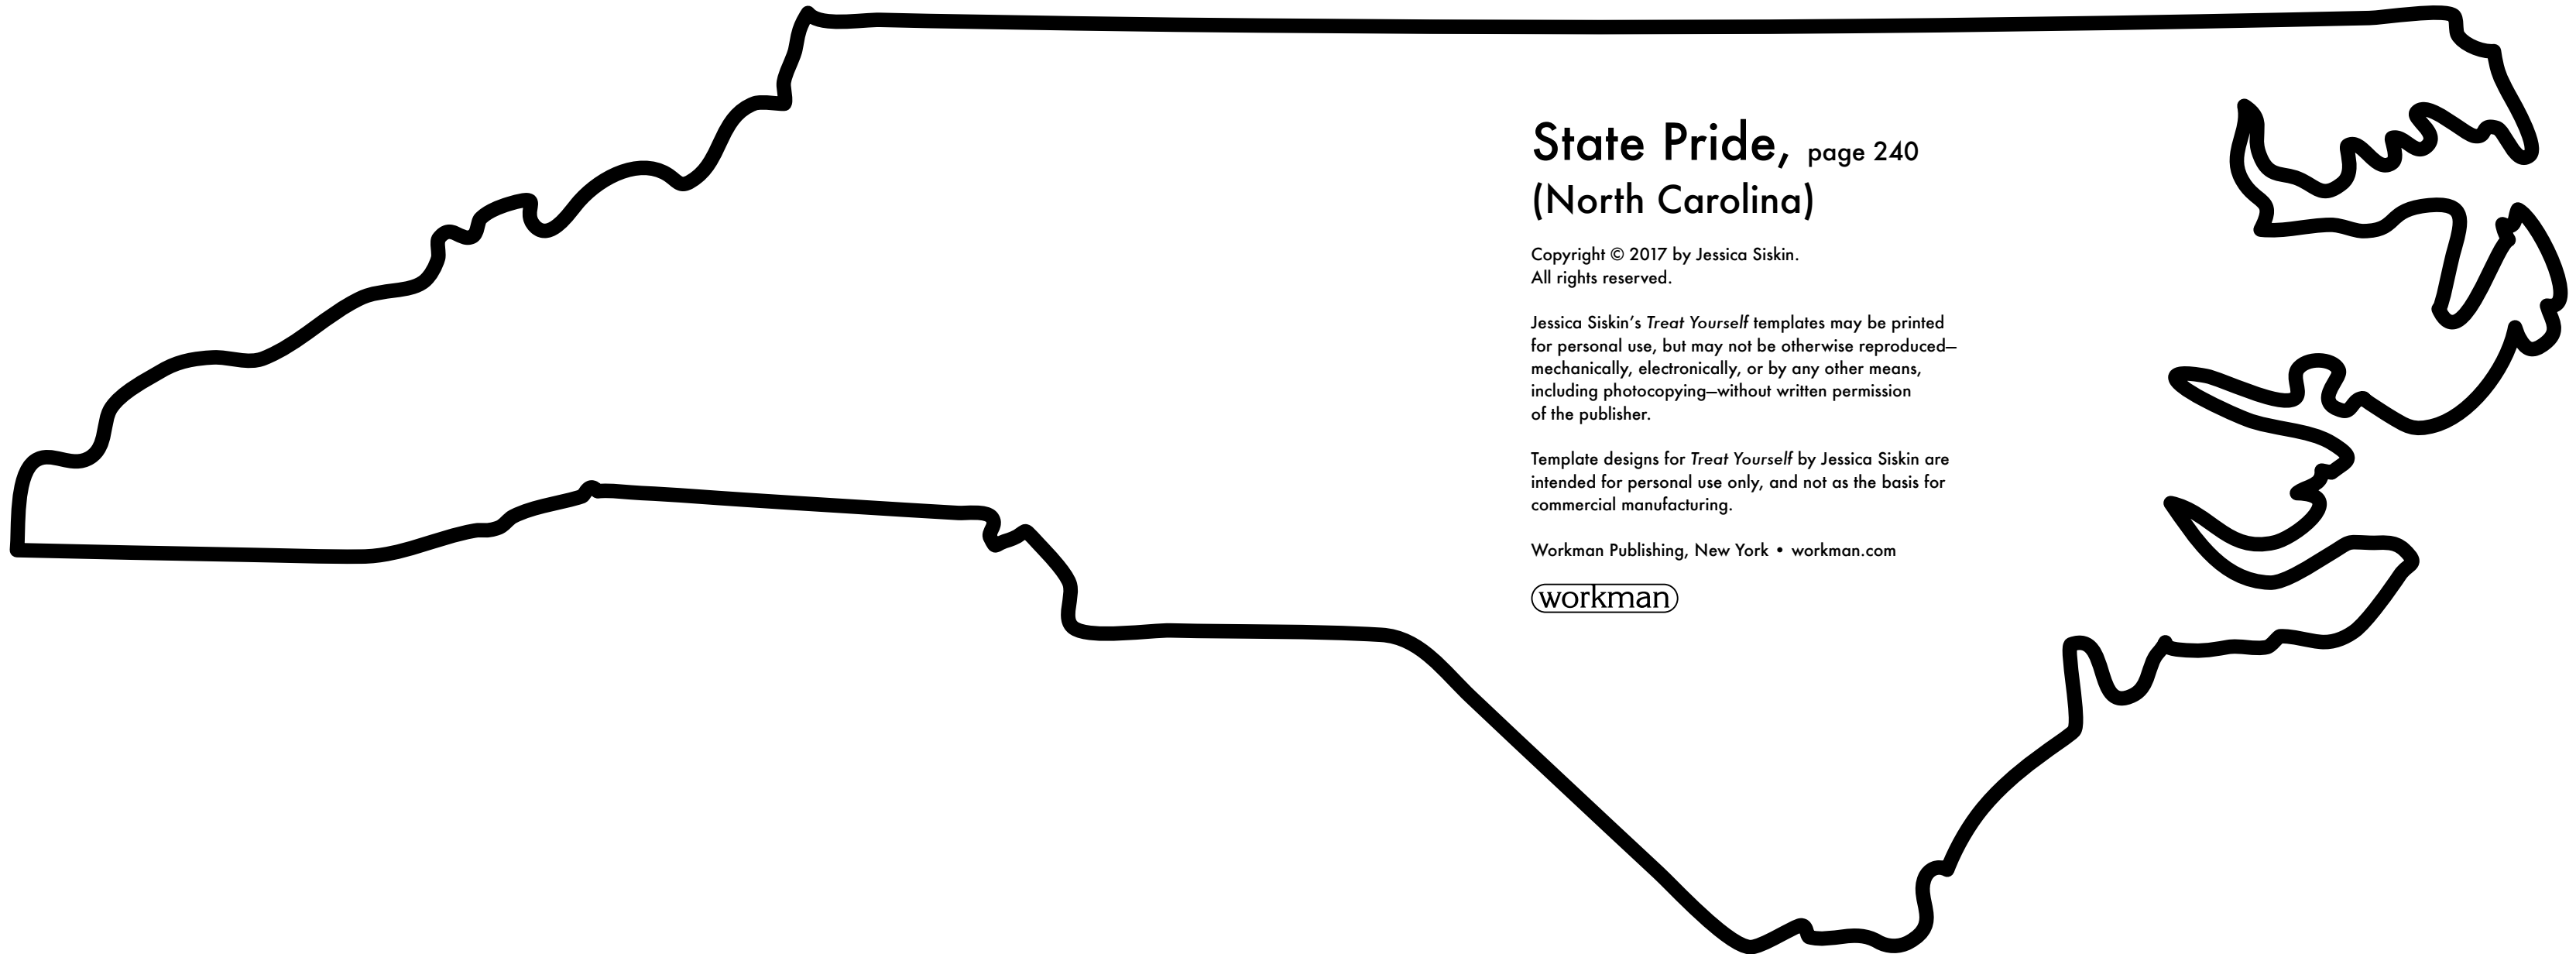 State Pride, page 240
(North Carolina)
Copyright © 2017 by Jessica Siskin.
All rights reserved.
Jessica Siskin’s Treat Yourself templates may be printed
for personal use, but may not be otherwise reproduced—
mechanically, electronically, or by any other means,
including photocopying—without written permission
of the publisher.
Template designs for Treat Yourself by Jessica Siskin are
intended for personal use only, and not as the basis for
commercial manufacturing.
Workman Publishing, New York • workman.com
workman